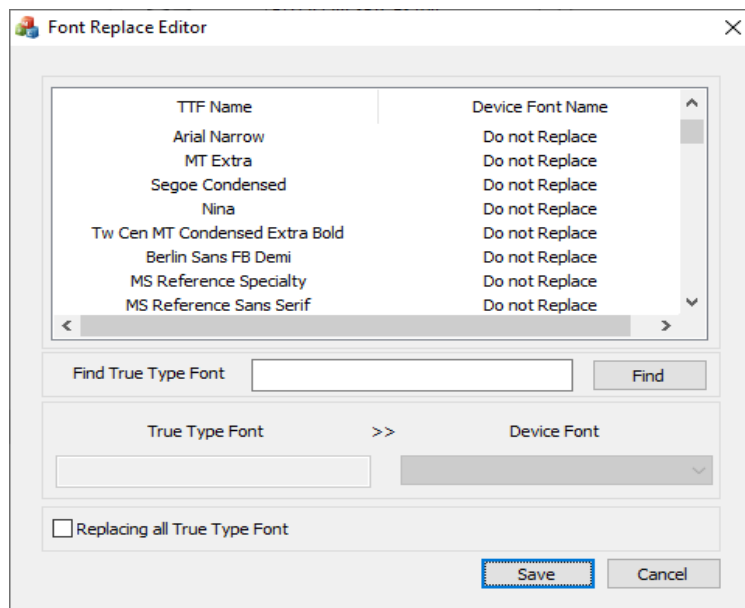 Font Replace Editor
TTF Name Device Font Name
Arial Narrow Do not Replace
MT Extra Do not Replace
Segoe Condensed Do not Replace
Nina Do not Replace
Tw Cen MT Condensed Extra Bold Do not Replace
Berlin Sans FB Demi Do not Replace
MS Reference Specialty Do not Replace
MS Reference Sans Serif Do not Replace
Find True Type Font Find
True Type Font >> Device Font
Replacing all True Type Font
Save Cancel